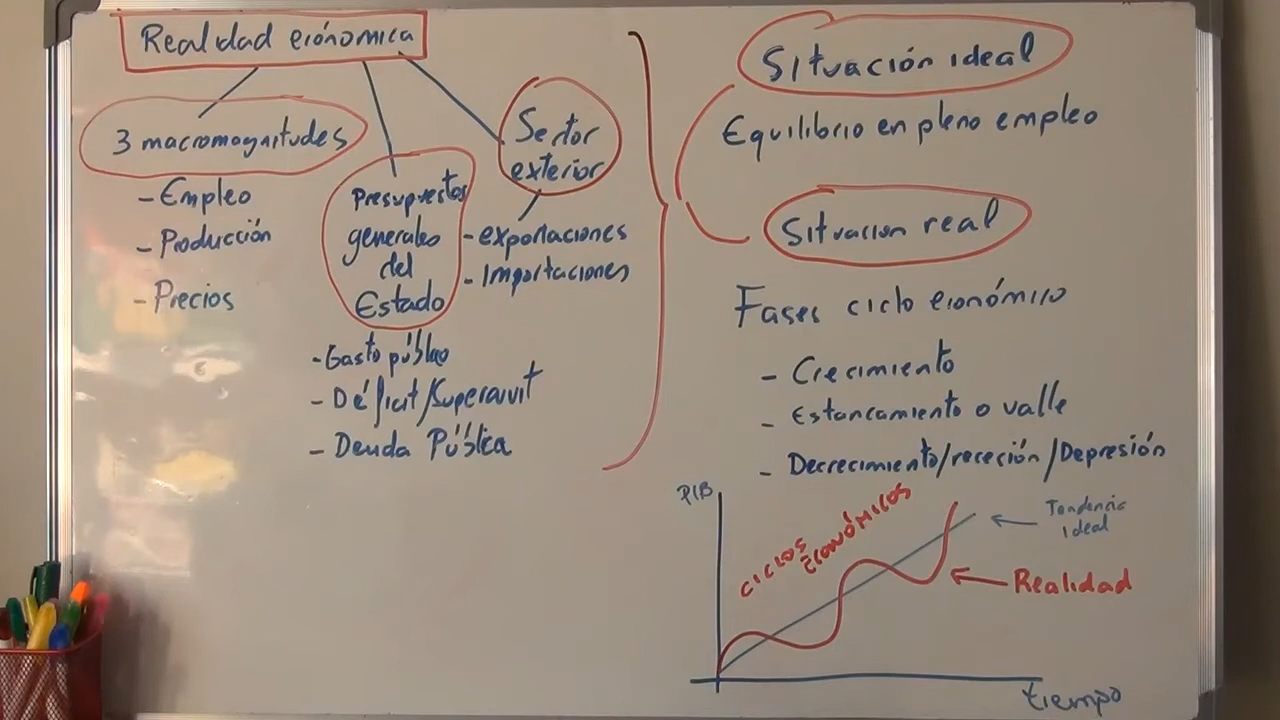 Realidad económica
3 macromagnitudes
- Empleo
- Producción
- Precios
Presupuestos
generales
del
Estado
- Gasto público
- Déficit/Superavit
- Deuda Pública
Sector
exterior
- exportaciones
- Importaciones
Situación ideal
Equilibrio en pleno empleo
Situacion real
Fases ciclo económico
- Crecimiento
- Estancamiento o valle
- Decrecimiento/receción/Depresión
PIB
CICLOS
ECONÓMICOS
Tendencia
ideal
Realidad
tiempo